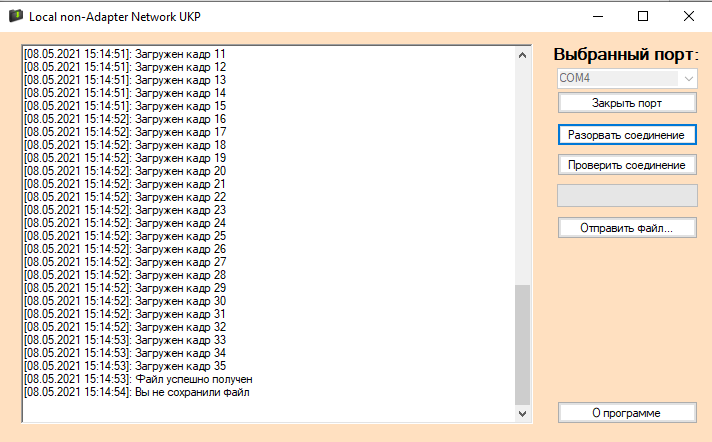 Local non-Adapter Network UKP
[08.05.2021 15:14:51]: Загружен кадр 11
[08.05.2021 15:14:51]: Загружен кадр 12
[08.05.2021 15:14:51]: Загружен кадр 13
[08.05.2021 15:14:51]: Загружен кадр 14
[08.05.2021 15:14:51]: Загружен кадр 15
[08.05.2021 15:14:52]: Загружен кадр 16
[08.05.2021 15:14:52]: Загружен кадр 17
[08.05.2021 15:14:52]: Загружен кадр 18
[08.05.2021 15:14:52]: Загружен кадр 19
[08.05.2021 15:14:52]: Загружен кадр 20
[08.05.2021 15:14:52]: Загружен кадр 21
[08.05.2021 15:14:52]: Загружен кадр 22
[08.05.2021 15:14:52]: Загружен кадр 23
[08.05.2021 15:14:52]: Загружен кадр 24
[08.05.2021 15:14:52]: Загружен кадр 25
[08.05.2021 15:14:52]: Загружен кадр 26
[08.05.2021 15:14:52]: Загружен кадр 27
[08.05.2021 15:14:52]: Загружен кадр 28
[08.05.2021 15:14:52]: Загружен кадр 29
[08.05.2021 15:14:52]: Загружен кадр 30
[08.05.2021 15:14:52]: Загружен кадр 31
[08.05.2021 15:14:52]: Загружен кадр 32
[08.05.2021 15:14:53]: Загружен кадр 33
[08.05.2021 15:14:53]: Загружен кадр 34
[08.05.2021 15:14:53]: Загружен кадр 35
[08.05.2021 15:14:53]: Файл успешно получен
[08.05.2021 15:14:54]: Вы не сохранили файл
Выбранный порт:
COM4
Закрыть порт
Разорвать соединение
Проверить соединение
Отправить файл...
О программе